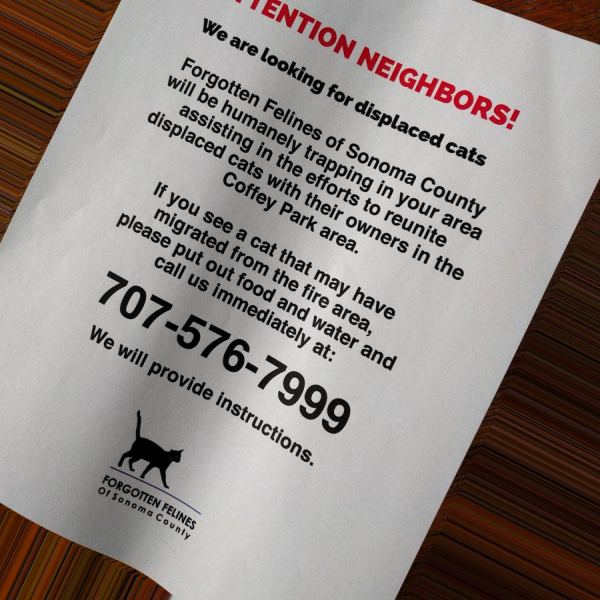 ATTENTION NEIGHBORS!
We are looking for displaced cats
Forgotten Felines of Sonoma County
will be humanely trapping in your area
assisting in the efforts to reunite
displaced cats with their owners in the
Coffey Park area.
If you see a cat that may have
migrated from the fire area,
please put out food and water and
call us immediately at:
707-576-7999
We will provide instructions.
FORGOTTEN FELINES
Of Sonoma County